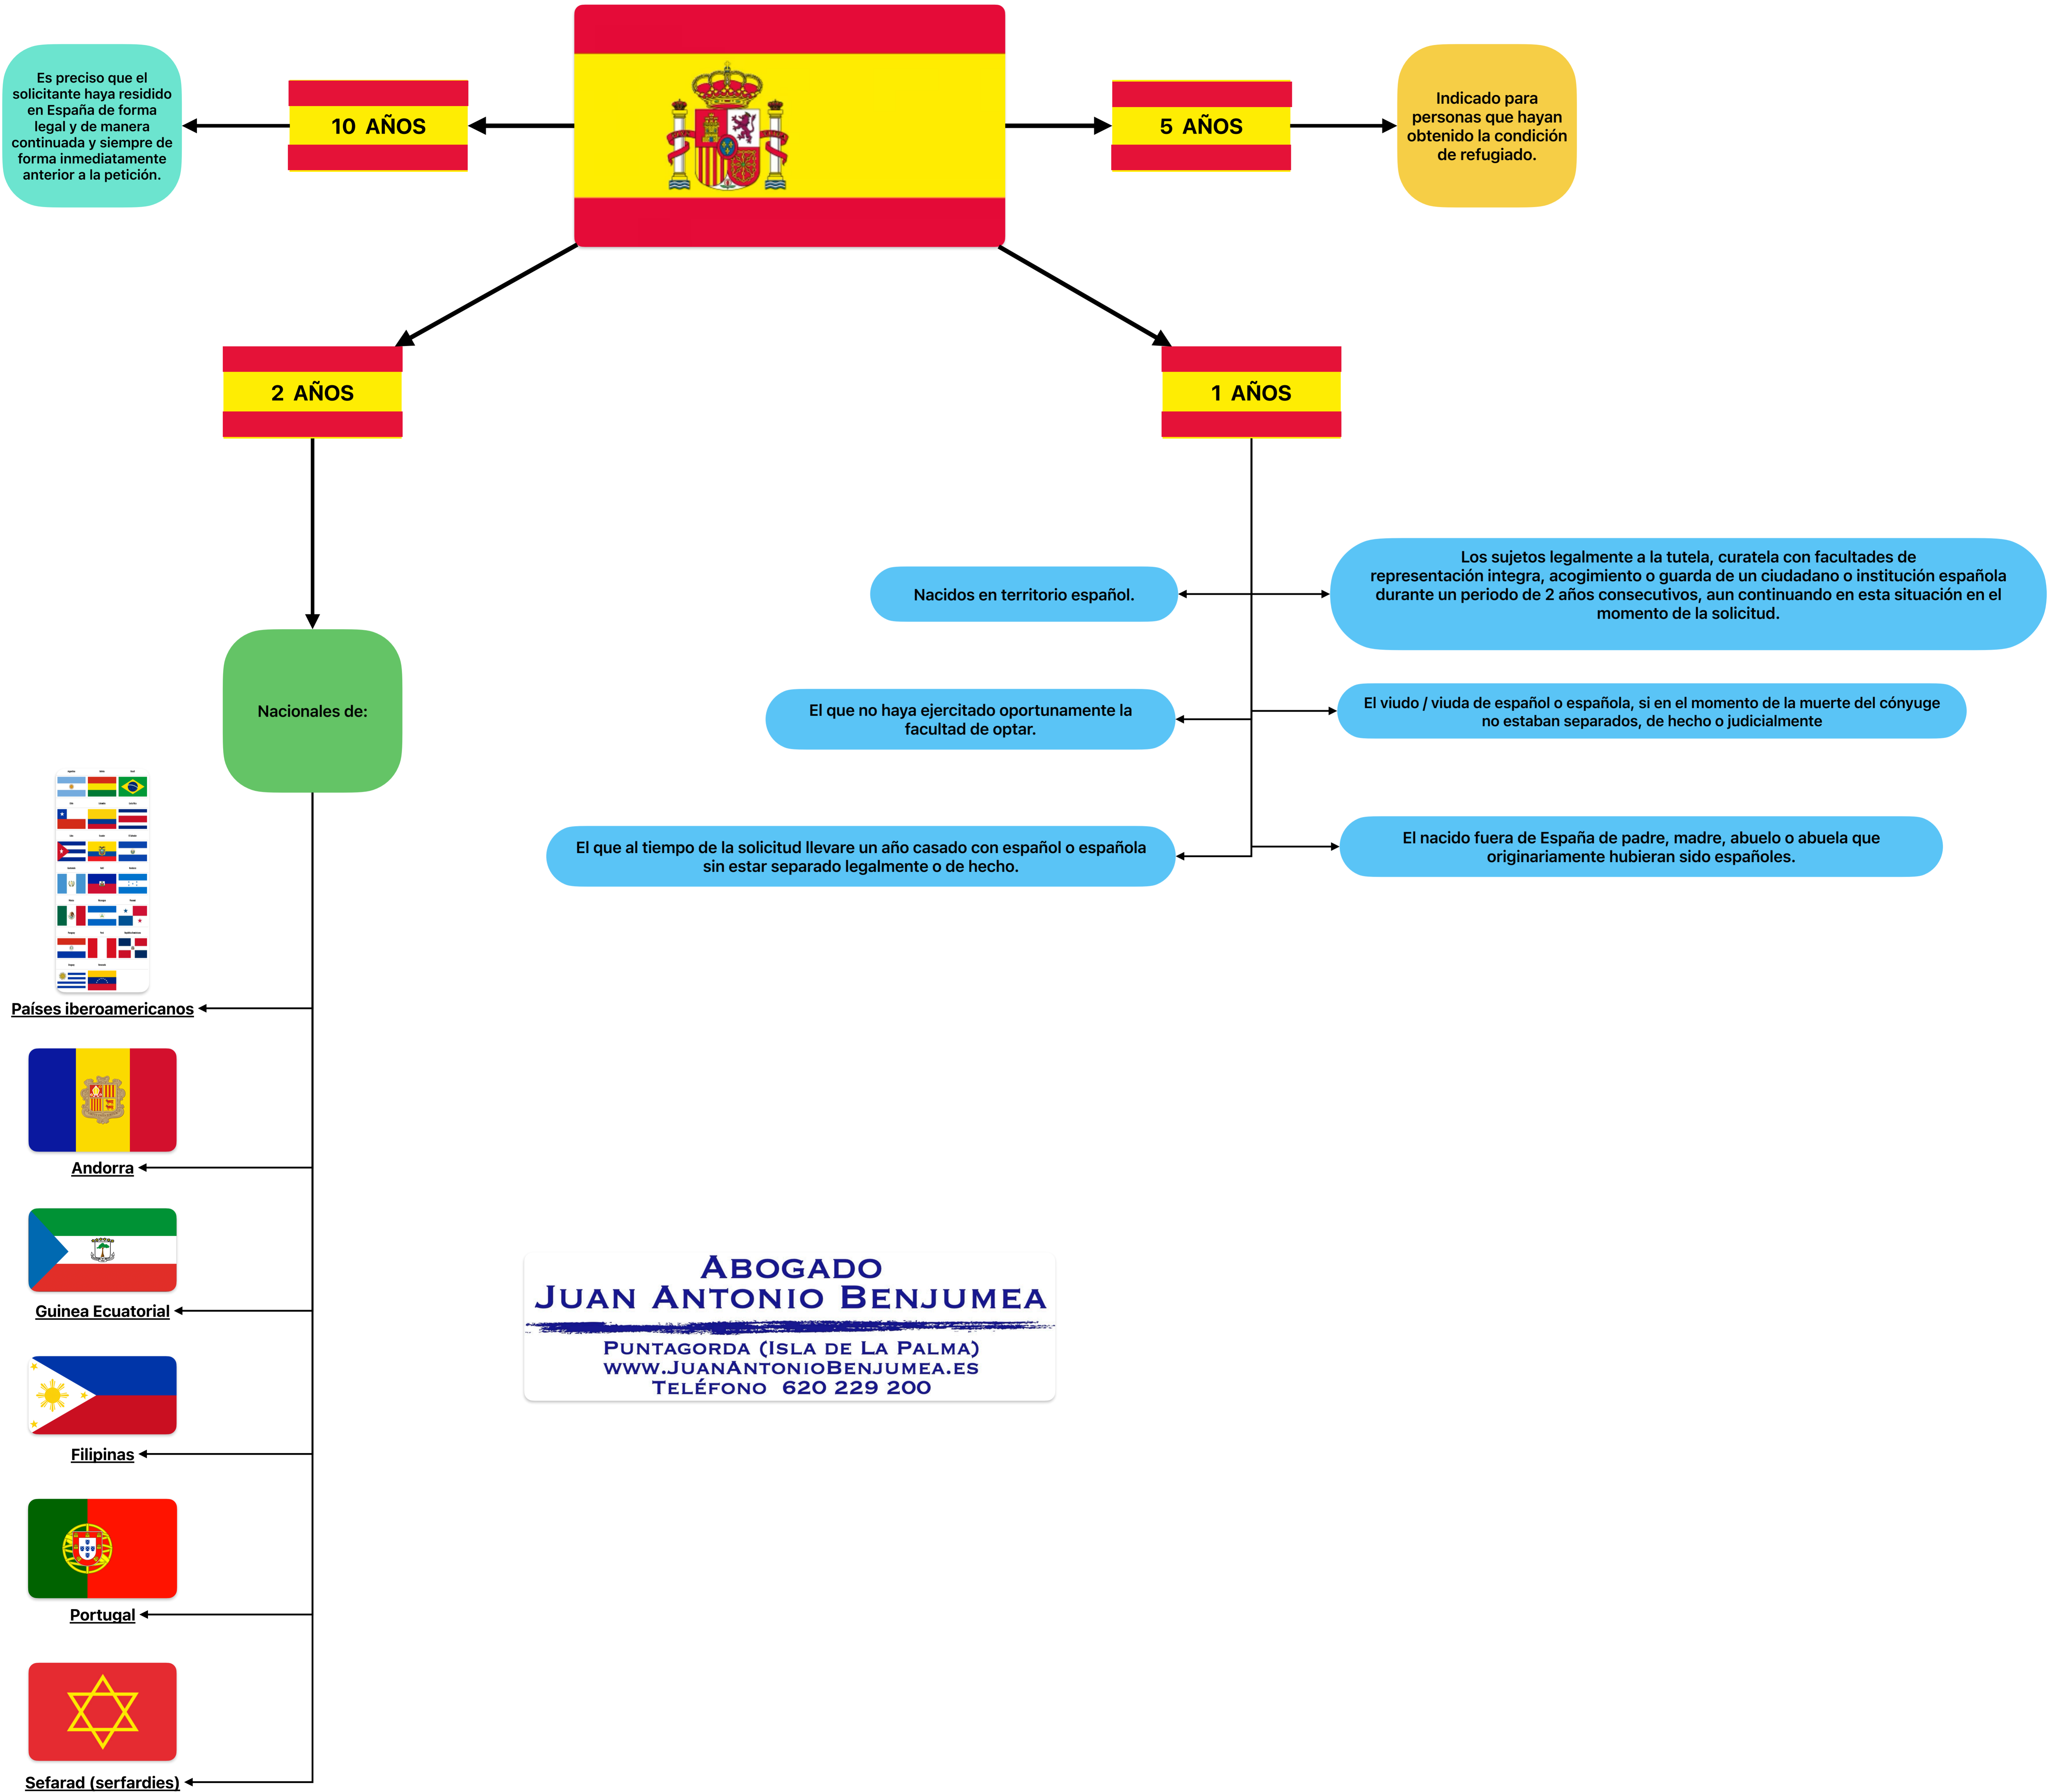 Es preciso que el
solicitante haya residido
en España de forma
legal y de manera
continuada y siempre de
forma inmediatamente
anterior a la petición.
10 AÑOS
5 AÑOS
Indicado para
personas que hayan
obtenido la condición
de refugiado.
2 AÑOS
1 AÑOS
Nacidos en territorio español.
Los sujetos legalmente a la tutela, curatela con facultades de
representación integra, acogimiento o guarda de un ciudadano o institución española
durante un periodo de 2 años consecutivos, aun continuando en esta situación en el
momento de la solicitud.
El que no haya ejercitado oportunamente la
facultad de optar.
El viudo / viuda de español o española, si en el momento de la muerte del cónyuge
no estaban separados, de hecho o judicialmente
El que al tiempo de la solicitud llevare un año casado con español o española
sin estar separado legalmente o de hecho.
El nacido fuera de España de padre, madre, abuelo o abuela que
originariamente hubieran sido españoles.
Nacionales de:
Países iberoamericanos
Andorra
Guinea Ecuatorial
Filipinas
Portugal
Sefarad (serfardies)
Abogado
Juan Antonio Benjumea
Puntagorda (Isla de La Palma)
www.JuanAntonioBenjumea.es
Teléfono 620 229 200